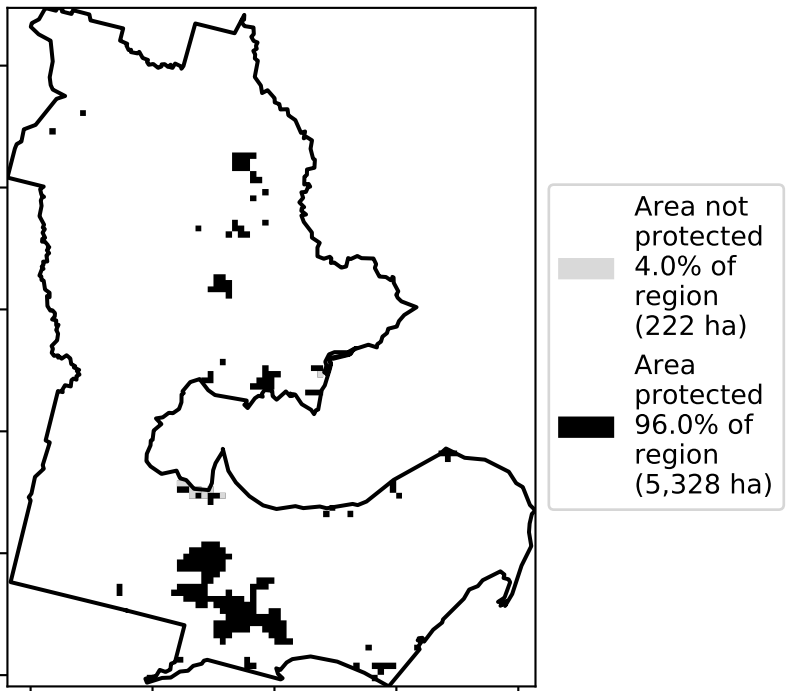 Area not
protected
4.0% of
region
(222 ha)
Area
protected
96.0% of
region
(5,328 ha)